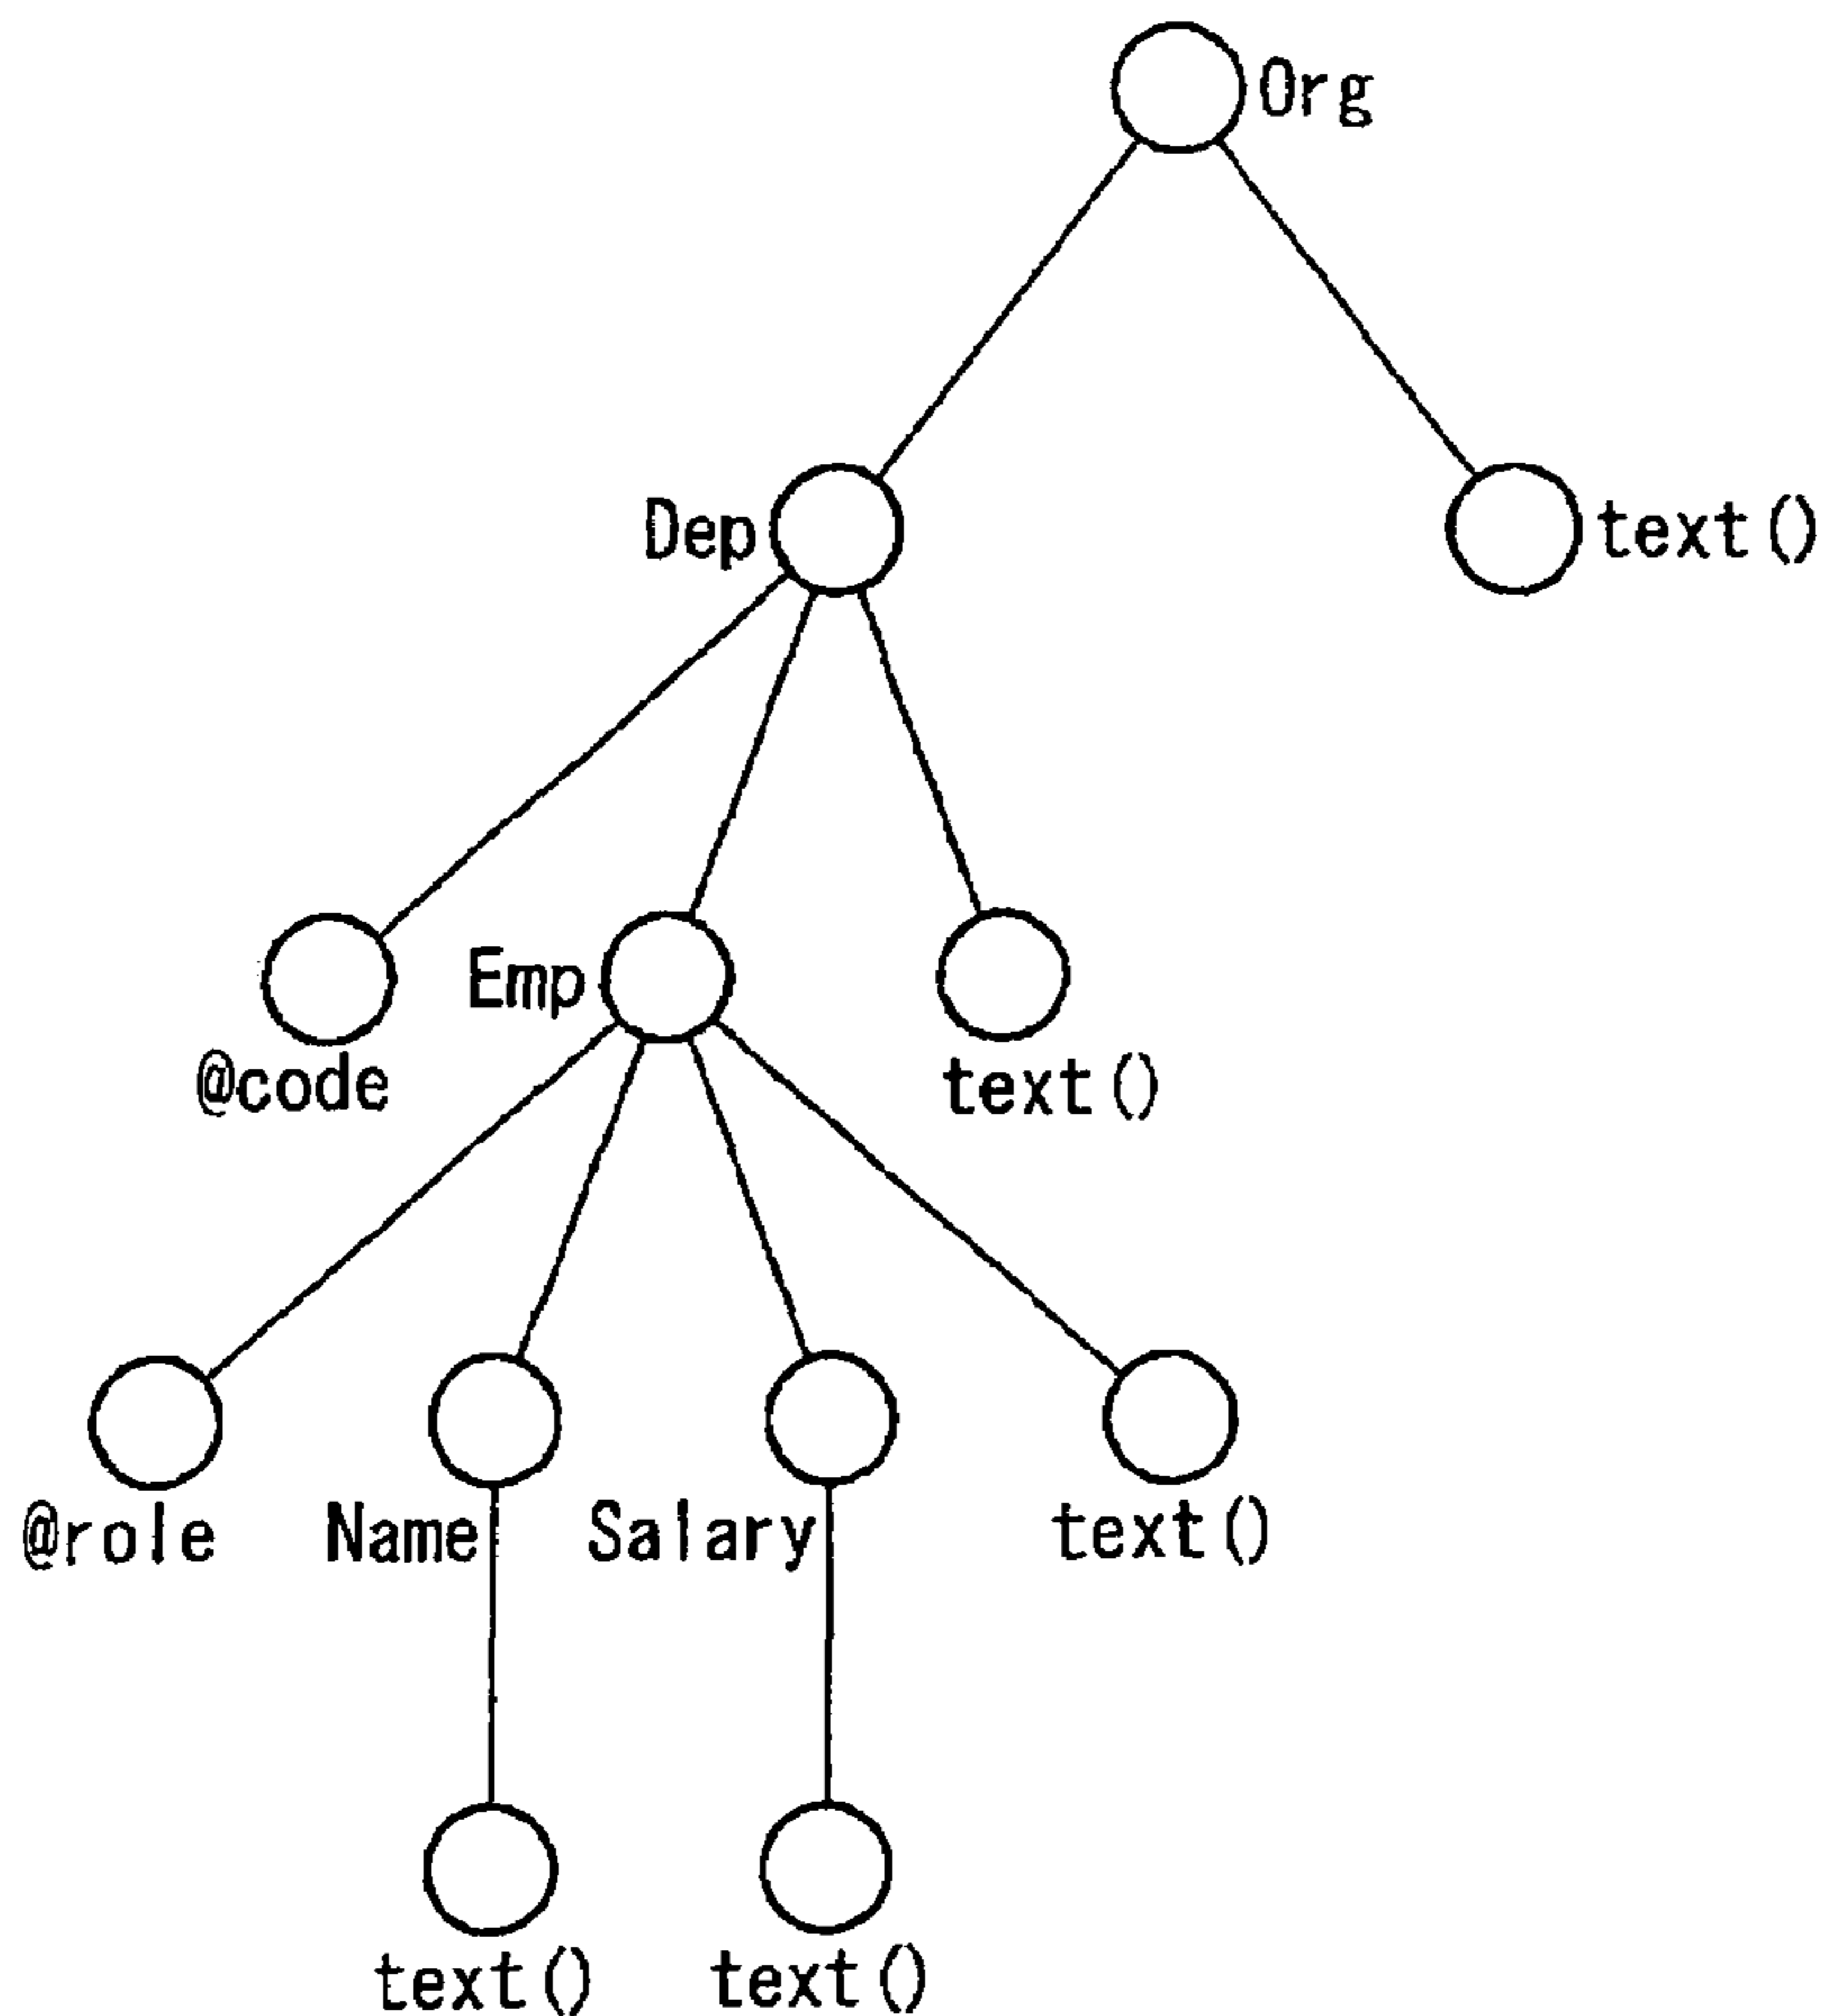 Org
Dep text()
Emp
@code text()
@role Name Salary text()
text() text()